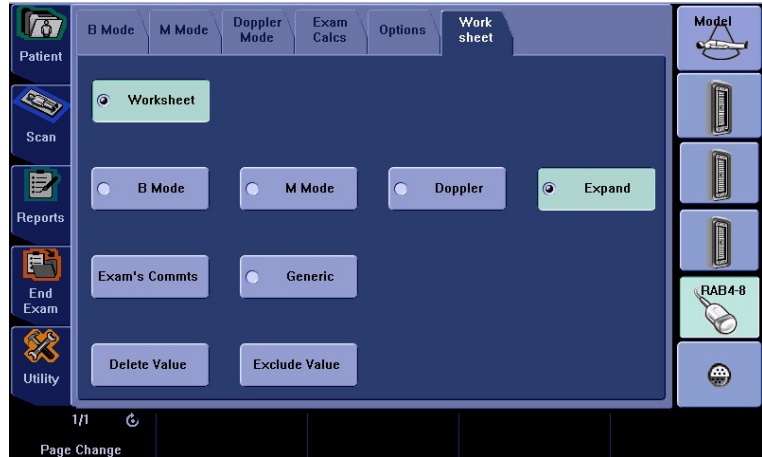 Patient
B Mode
M Mode
Doppler
Mode
Exam
Calcs
Options
Work
sheet
Model
Worksheet
Scan
B Mode
M Mode
Doppler
Expand
Reports
Exam's Commts
Generic
End
Exam
RAB4-8
Delete Value
Exclude Value
Utility
1/1
Page Change